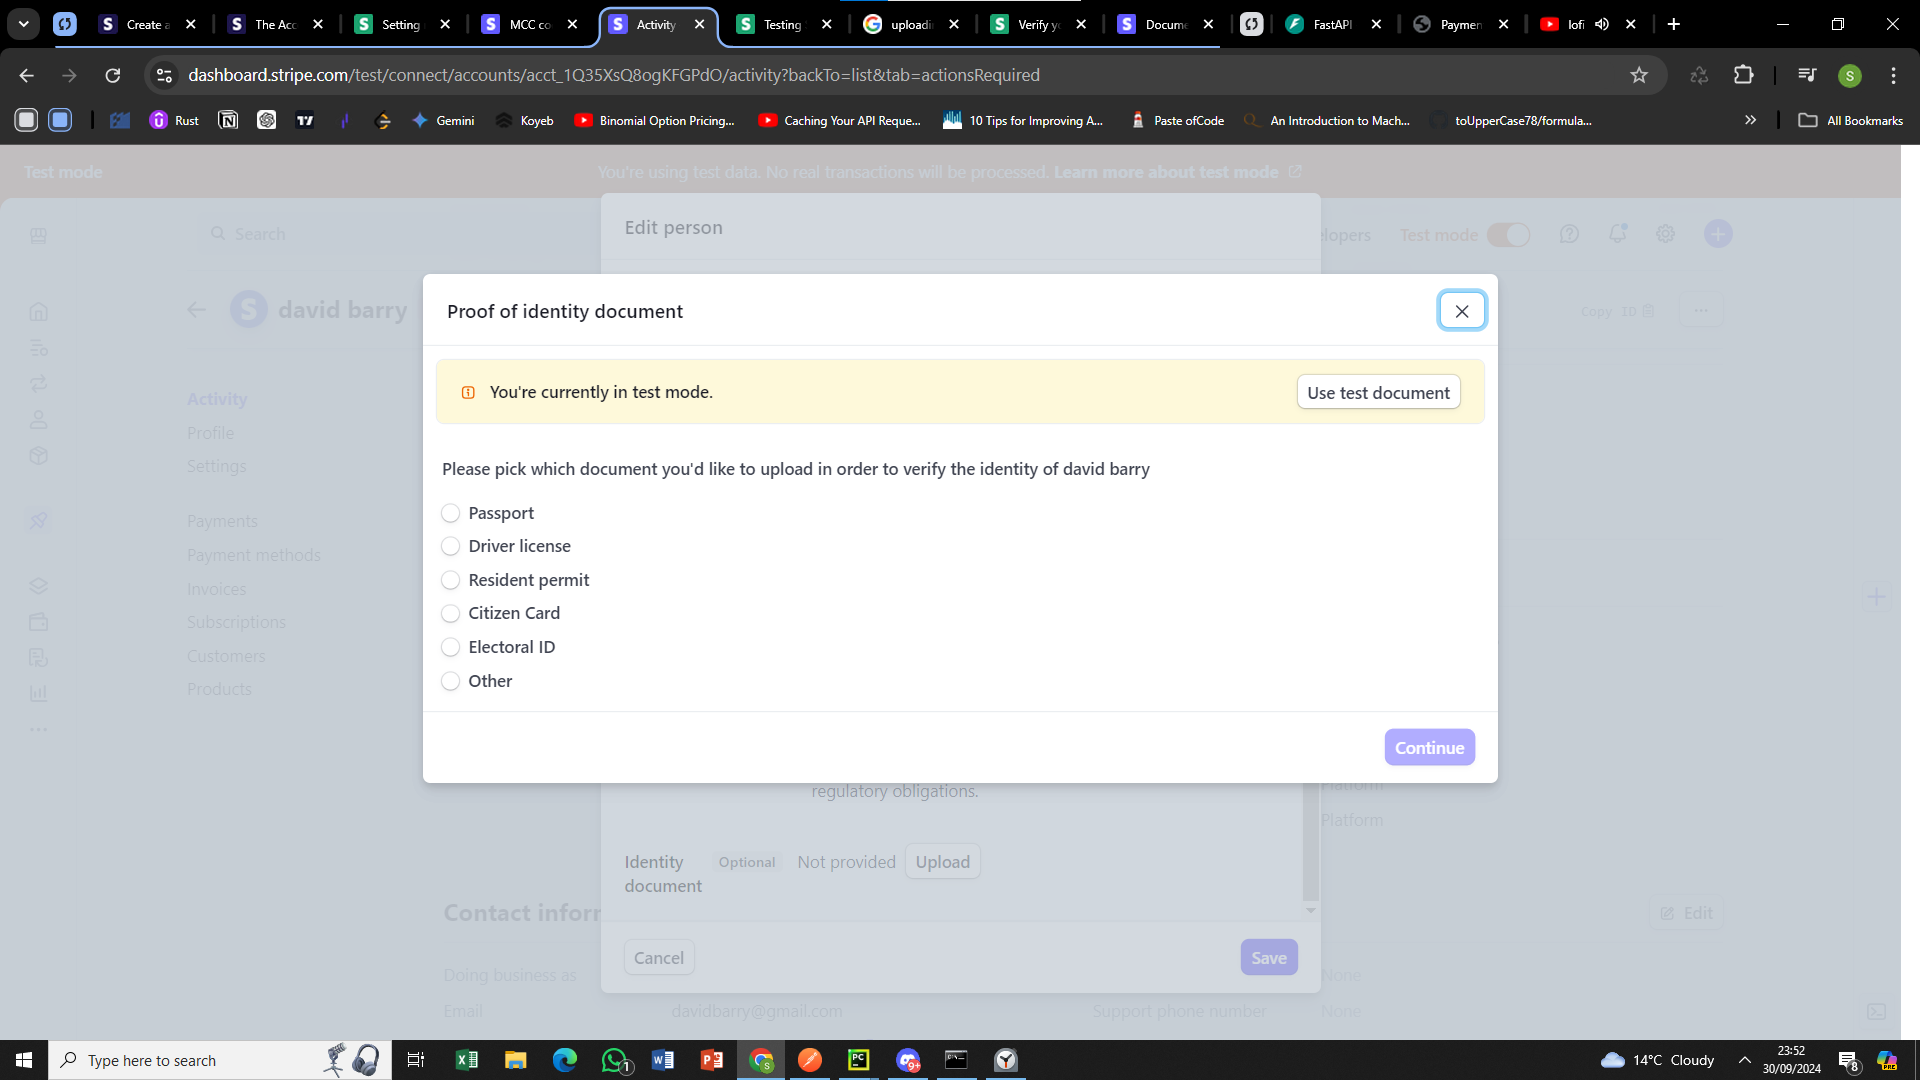 Create a
The Acc
Setting
MCC co
Activity
Testing
uploadi
Verify yo
Docume
FastAPI
Paymen
lofi
dashboard.stripe.com/test/connect/accounts/acct_1Q35XsQ8ogKFGPdO/activity?backTo=list&tab=actionsRequired
S
Rust
Gemini
Koyeb
Binomial Option Pricing...
Caching Your API Reque...
10 Tips for Improving A...
Paste ofCode
An Introduction to Mach...
toUpperCase78/formula...
All Bookmarks
Test mode
You're using test data. No real transactions will be processed. Learn more about test mode
Edit person
Search
elopers
Test mode
david barry
Copy ID
Proof of identity document
You're currently in test mode.
Use test document
Please pick which document you'd like to upload in order to verify the identity of david barry
Passport
Driver license
Resident permit
Citizen Card
Electoral ID
Other
Continue
Activity
Profile
Settings
Payments
Payment methods
Invoices
Subscriptions
Customers
Products
regulatory obligations.
Platform
Platform
Identity document
Optional
Not provided
Upload
Contact inforr
Edit
Cancel
Save
Doing business as
None
Email
davidbarry@gmail.com
Support phone number
None
Type here to search
14°C Cloudy
23:52
30/09/2024
8